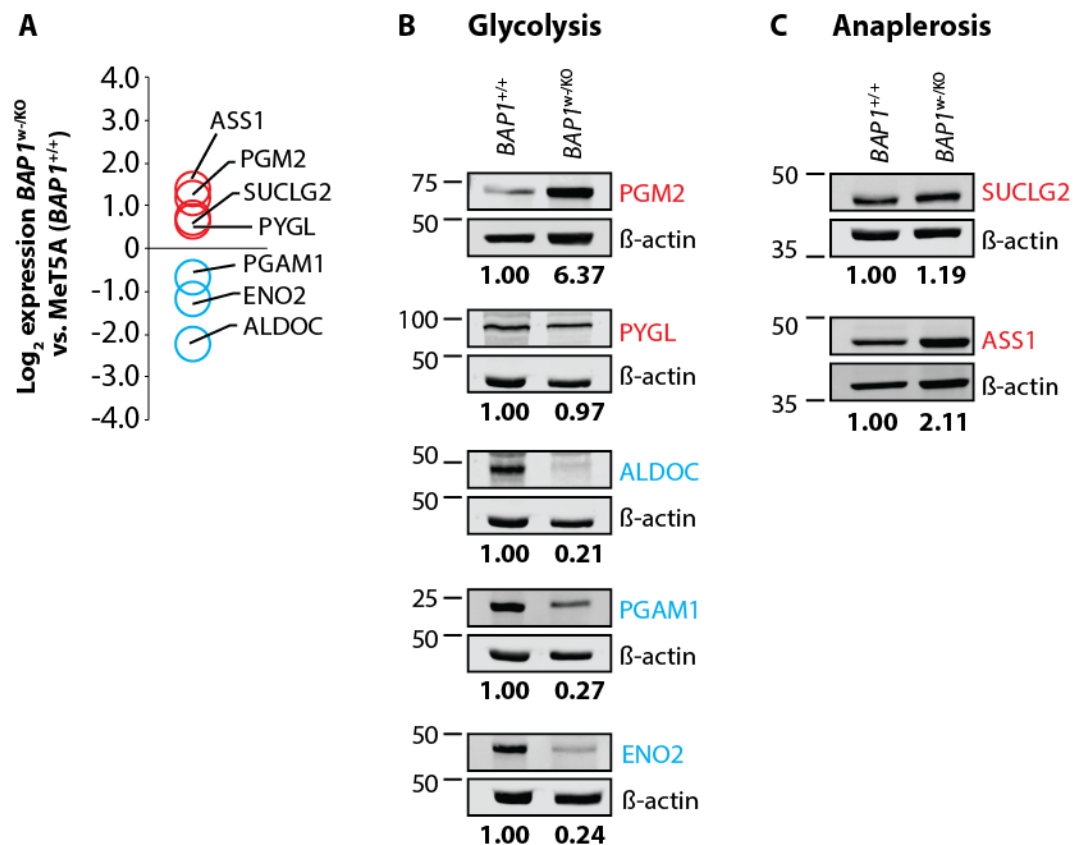 A
Log2 expression BAP1w-/KO
vs. MeT5A (BAP1+/+)
4.0
3.0
2.0
1.0
0
-1.0
-2.0
-3.0
-4.0
ASS1
PGM2
SUCLG2
PYGL
PGAM1
ENO2
ALDOC
B Glycolysis
BAP1+/+
BAP1w-/KO
75
PGM2
50
ß-actin
1.00 6.37
100
PYGL
50
ß-actin
1.00 0.97
50
ALDOC
50
ß-actin
1.00 0.21
25
PGAM1
50
ß-actin
1.00 0.27
50
ENO2
50
ß-actin
1.00 0.24
C Anaplerosis
BAP1+/+
BAP1w-/KO
50
SUCLG2
ß-actin
35
1.00 1.19
50
ASS1
ß-actin
35
1.00 2.11